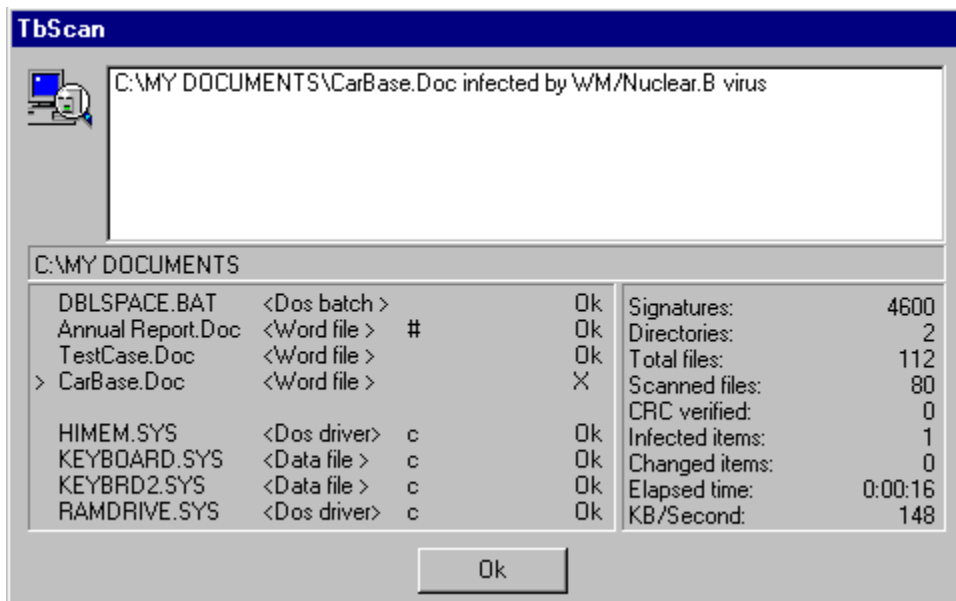 TbScan
C:\MY DOCUMENTS\CarBase.Doc infected by WM/Nuclear.B virus
C:\MY DOCUMENTS
DBLSPACE.BAT <Dos batch > Ok
Annual Report.Doc <Word file > # Ok
TestCase.Doc <Word file > Ok
> CarBase.Doc <Word file > X
HIMEM.SYS <Dos driver> c Ok
KEYBOARD.SYS <Data file > c Ok
KEYBRD2.SYS <Data file > c Ok
RAMDRIVE.SYS <Dos driver> c Ok
Signatures: 4600
Directories: 2
Total files: 112
Scanned files: 80
CRC verified: 0
Infected items: 1
Changed items: 0
Elapsed time: 0:00:16
KB/Second: 148
Ok